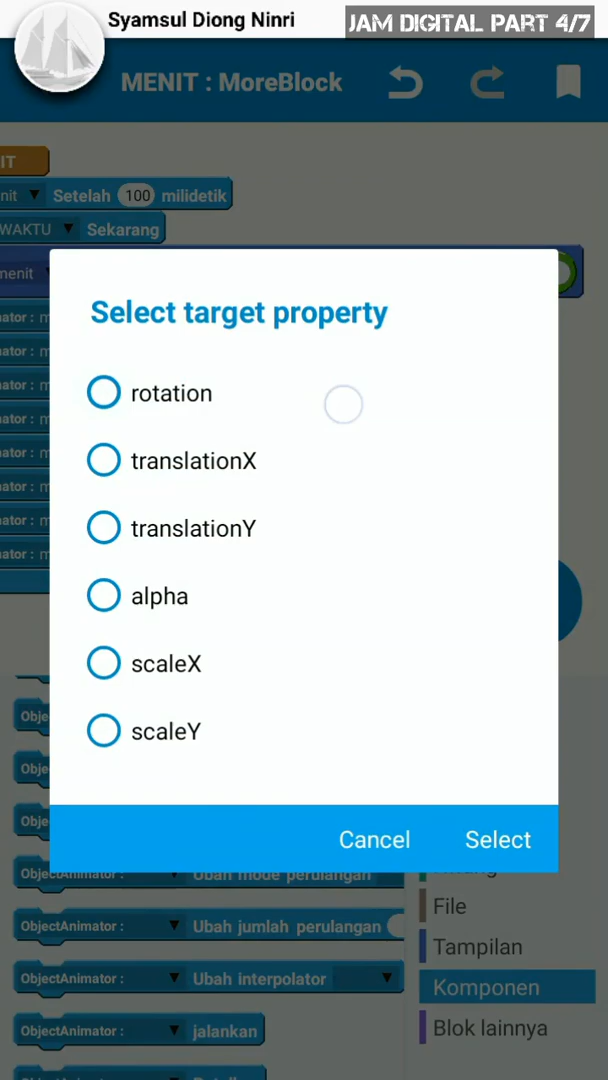 Syamsul Diong Ninri
JAM DIGITAL PART 4/7
MENIT : MoreBlock
Setelah 100 milidetik
WAKTU Sekarang
menit
Select target property
rotation
translationX
translationY
alpha
scaleX
scaleY
Cancel Select
ObjectAnimator : Ubah mode perulangan
File
ObjectAnimator : Ubah jumlah perulangan
Tampilan
ObjectAnimator : Ubah interpolator
Komponen
ObjectAnimator : jalankan
Blok lainnya